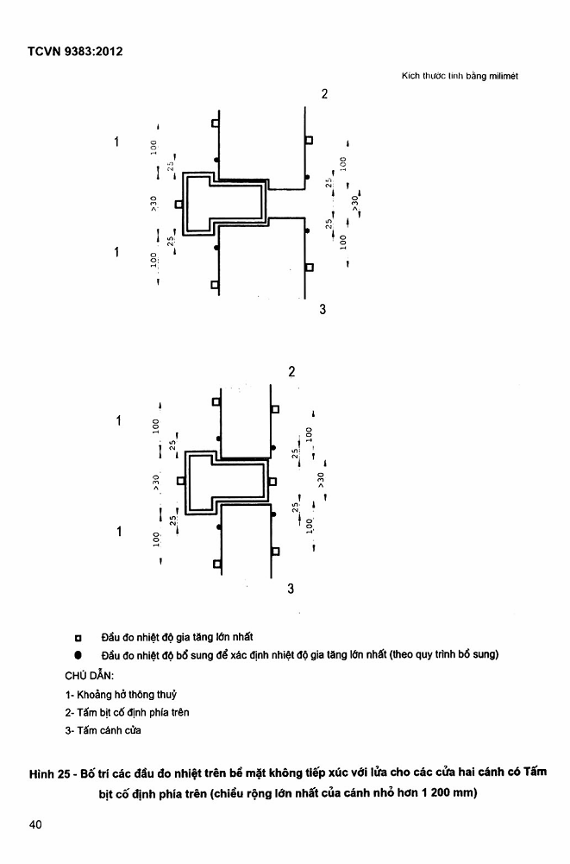 TCVN 9383:2012
Kích thước tính bằng milimét
2
1
100
25
>30
25
100
1
100
25
>30
25
100
3
2
1
100
25
>30
25
100
1
100
25
>30
25
100
3
Đầu đo nhiệt độ gia tăng lớn nhất
Đầu đo nhiệt độ bổ sung để xác định nhiệt độ gia tăng lớn nhất (theo quy trình bổ sung)
CHÚ DẪN:
1- Khoảng hở thông thuỷ
2- Tấm bịt cố định phía trên
3- Tấm cánh cửa
Hình 25 - Bố trí các đầu đo nhiệt trên bề mặt không tiếp xúc với lửa cho các cửa hai cánh có Tấm
bịt cố định phía trên (chiều rộng lớn nhất của cánh nhỏ hơn 1 200 mm)
40